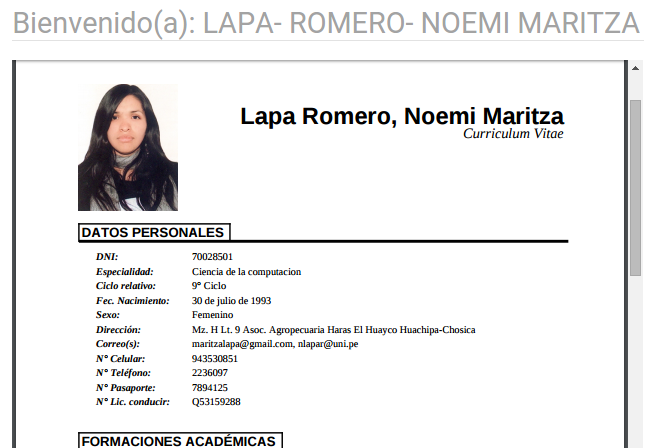 Bienvenido(a): LAPA- ROMERO- NOEMI MARITZA
Lapa Romero, Noemi Maritza
Curriculum Vitae
DATOS PERSONALES
DNI: 70028501
Especialidad: Ciencia de la computacion
Ciclo relativo: 9° Ciclo
Fec. Nacimiento: 30 de julio de 1993
Sexo: Femenino
Dirección: Mz. H Lt. 9 Asoc. Agropecuaria Haras El Huayco Huachipa-Chosica
Correo(s): maritzalapa@gmail.com, nlapar@uni.pe
N° Celular: 943530851
N° Teléfono: 2236097
N° Pasaporte: 7894125
N° Lic. conducir: Q53159288
FORMACIONES ACADÉMICAS